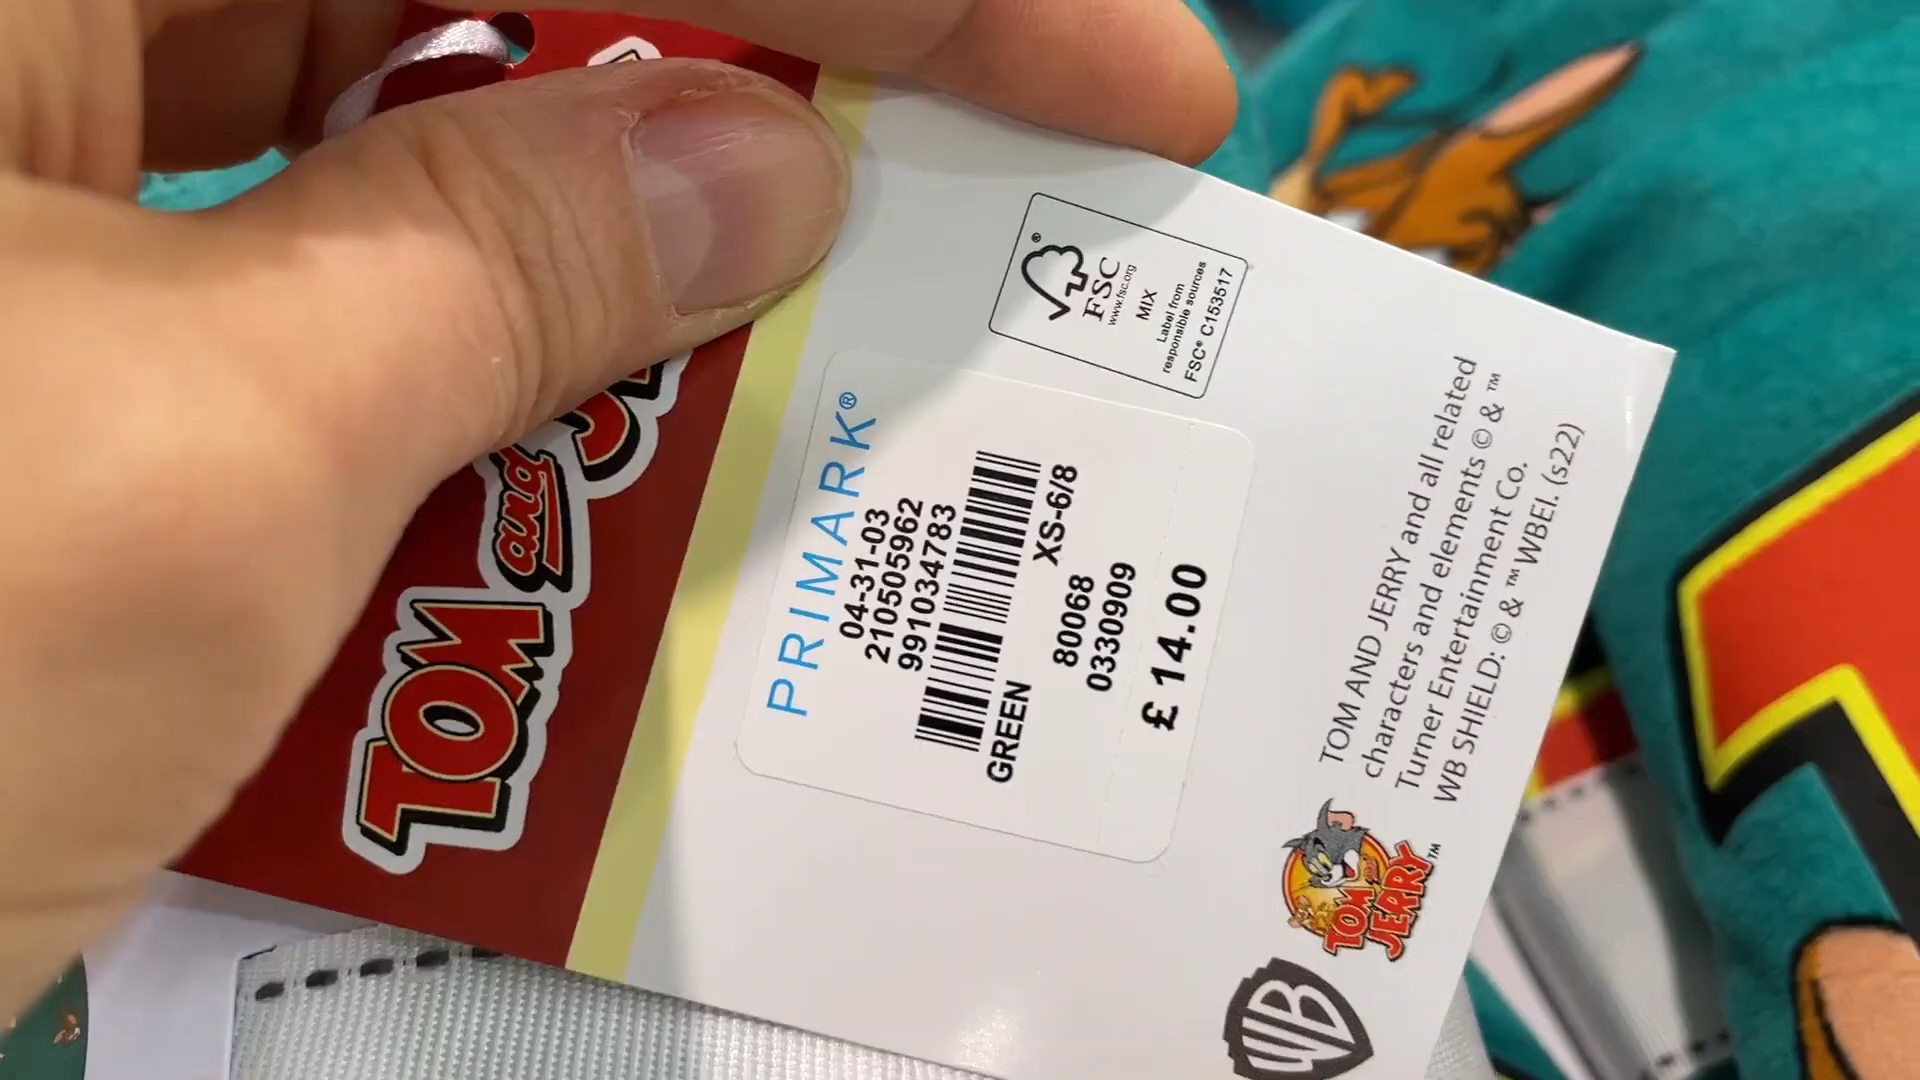 TOM
and
PRIMARK®
04-31-03
210505962
991034783
GREEN XS-6/8
80068
0330909
£ 14.00
FSC®
www.fsc.org
MIX
Label from
responsible sources
FSC® C153517
TOM AND JERRY and all related
characters and elements © & ™
Turner Entertainment Co.
WB SHIELD: © & ™ WBEI. (s22)
TOM and
JERRY™
WB